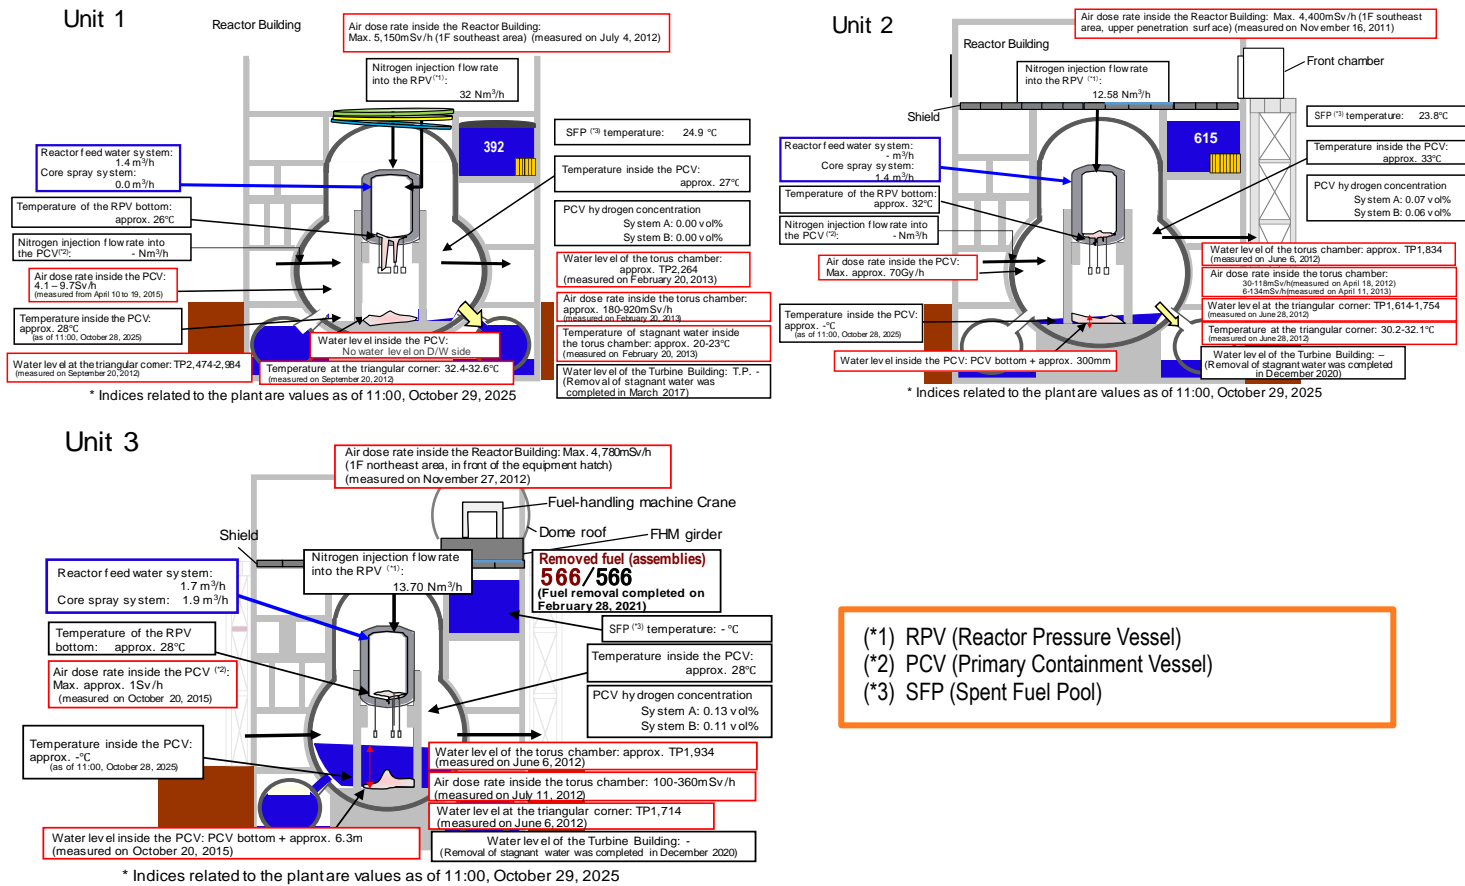 Unit 1
Reactor Building
Air dose rate inside the Reactor Building:
Max. 5,150mSv/h (1F southeast area) (measured on July 4, 2012)
Nitrogen injection flow rate
into the RPV(*1):
32 Nm3/h
392
SFP (*3) temperature: 24.9 °C
Reactor feed water system:
1.4 m3/h
Core spray system:
0.0 m3/h
Temperature inside the PCV:
approx. 27°C
Temperature of the RPV bottom:
approx. 26°C
PCV hydrogen concentration
System A: 0.00 vol%
System B: 0.00 vol%
Nitrogen injection flow rate into
the PCV(*2): - Nm3/h
Water level of the torus chamber:
approx. TP2,264
(measured on February 20, 2013)
Air dose rate inside the PCV:
4.1 – 9.7Sv/h
(measured from April 10 to 19, 2015)
Air dose rate inside the torus chamber:
approx. 180-920mSv/h
(measured on February 20, 2013)
Temperature inside the PCV:
approx. 28°C
(as of 11:00, October 28, 2025)
Temperature of stagnant water inside
the torus chamber: approx. 20-23°C
(measured on February 20, 2013)
Water level inside the PCV:
No water level on D/W side
Water level at the triangular corner: TP2,474-2,984
(measured on September 20, 2012)
Temperature at the triangular corner: 32.4-32.6°C
(measured on September 20, 2012)
Water level of the Turbine Building: T.P. -
(Removal of stagnant water was
completed in March 2017)
* Indices related to the plant are values as of 11:00, October 29, 2025
Unit 2
Air dose rate inside the Reactor Building: Max. 4,400mSv/h (1F southeast
area, upper penetration surface) (measured on November 16, 2011)
Reactor Building
Front chamber
Nitrogen injection flow rate
into the RPV (*1):
12.58 Nm3/h
Shield
615
SFP (*3) temperature: 23.8°C
Reactor feed water system:
- m3/h
Core spray system:
1.4 m3/h
Temperature inside the PCV:
approx. 33°C
Temperature of the RPV bottom:
approx. 32°C
PCV hydrogen concentration
System A: 0.07 vol%
System B: 0.06 vol%
Nitrogen injection flow rate into
the PCV(*2): - Nm3/h
Water level of the torus chamber: approx. TP1,834
(measured on June 6, 2012)
Air dose rate inside the PCV:
Max. approx. 70Gy/h
Air dose rate inside the torus chamber:
30-118mSv/h(measured on April 18, 2012)
6-134mSv/h(measured on April 11, 2013)
Water level at the triangular corner: TP1,614-1,754
(measured on June 28, 2012)
Temperature inside the PCV:
approx. -°C
(as of 11:00, October 28, 2025)
Temperature at the triangular corner: 30.2-32.1°C
(measured on June 28, 2012)
Water level inside the PCV: PCV bottom + approx. 300mm
Water level of the Turbine Building: –
(Removal of stagnant water was completed
in December 2020)
* Indices related to the plant are values as of 11:00, October 29, 2025
Unit 3
Air dose rate inside the Reactor Building: Max. 4,780mSv/h
(1F northeast area, in front of the equipment hatch)
(measured on November 27, 2012)
Fuel-handling machine Crane
Dome roof
FHM girder
Shield
Nitrogen injection flow rate
into the RPV (*1):
13.70 Nm3/h
Removed fuel (assemblies)
566/566
(Fuel removal completed on
February 28, 2021)
Reactor feed water system:
1.7 m3/h
Core spray system: 1.9 m3/h
SFP (*3) temperature: - °C
Temperature of the RPV
bottom: approx. 28°C
Temperature inside the PCV:
approx. 28°C
Air dose rate inside the PCV (*2):
Max. approx. 1Sv/h
(measured on October 20, 2015)
PCV hydrogen concentration
System A: 0.13 vol%
System B: 0.11 vol%
Temperature inside the PCV:
approx. -°C
(as of 11:00, October 28, 2025)
Water level of the torus chamber: approx. TP1,934
(measured on June 6, 2012)
Air dose rate inside the torus chamber: 100-360mSv/h
(measured on July 11, 2012)
Water level at the triangular corner: TP1,714
(measured on June 6, 2012)
Water level inside the PCV: PCV bottom + approx. 6.3m
(measured on October 20, 2015)
Water level of the Turbine Building: -
(Removal of stagnant water was completed in December 2020)
* Indices related to the plant are values as of 11:00, October 29, 2025
(*1) RPV (Reactor Pressure Vessel)
(*2) PCV (Primary Containment Vessel)
(*3) SFP (Spent Fuel Pool)